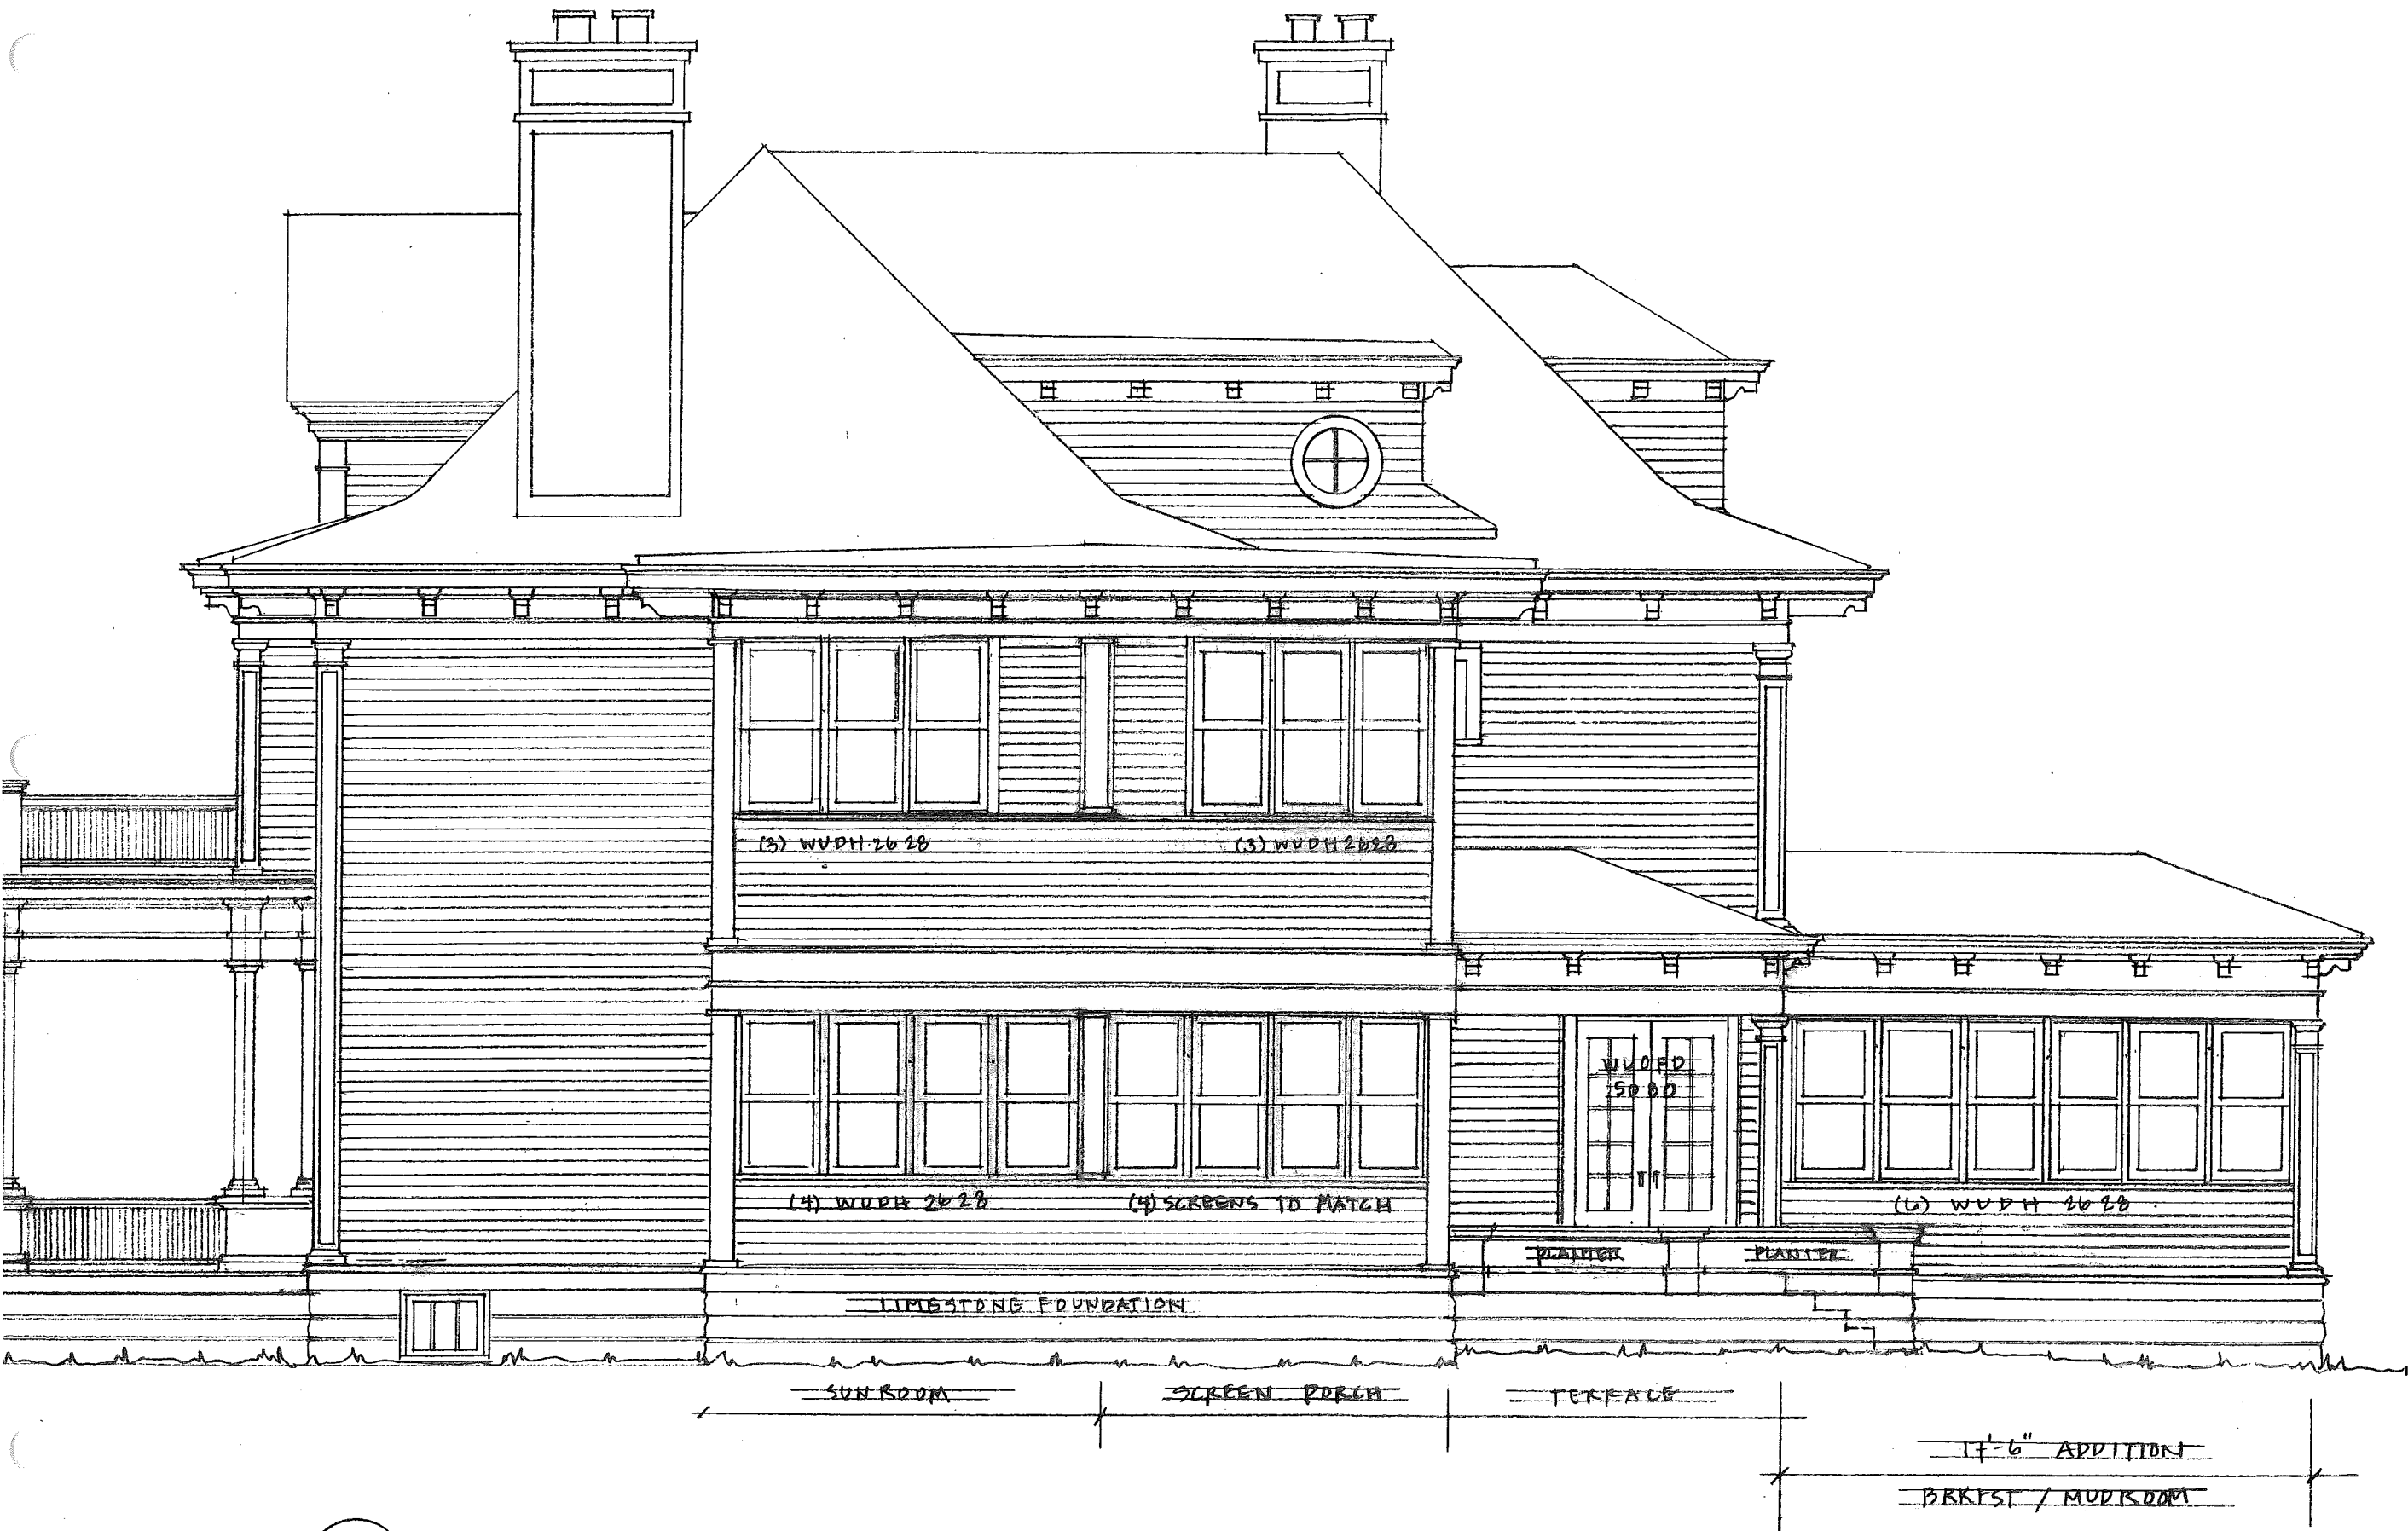 (3) WUDH 2628
(3) WUDH 2628
WUOFD
5080
(4) WUDH 2628
(4) SCREENS TO MATCH
(6) WUDH 2628
PLANTER
PLANTER
LIMESTONE FOUNDATION
SUNROOM
SCREEN PORCH
TERRACE
17'-6" ADDITION
BRKFST / MUDROOM